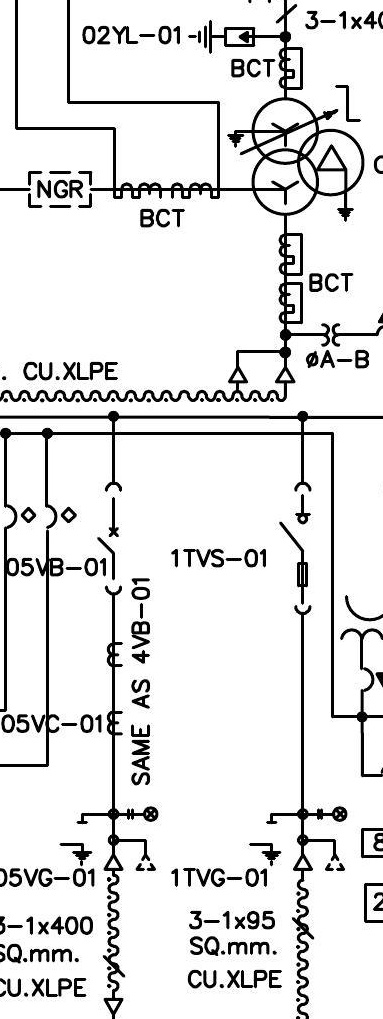 02YL-01
3-1x40
BCT
NGR
BCT
BCT
øA-B
. CU.XLPE
05VB-01
1TVS-01
SAME AS 4VB-01
05VC-01
05VG-01
1TVG-01
3-1x400
SQ.mm.
CU.XLPE
3-1x95
SQ.mm.
CU.XLPE
8
2